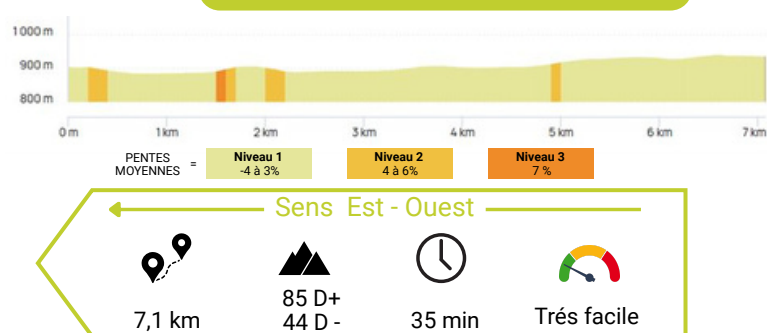 1000 m
900 m
800 m
0 m 1 km 2 km 3 km 4 km 5 km 6 km 7 km
PENTES
MOYENNES =
Niveau 1
-4 à 3%
Niveau 2
4 à 6%
Niveau 3
7 %
Sens Est - Ouest
7,1 km
85 D+
44 D -
35 min
Trés facile